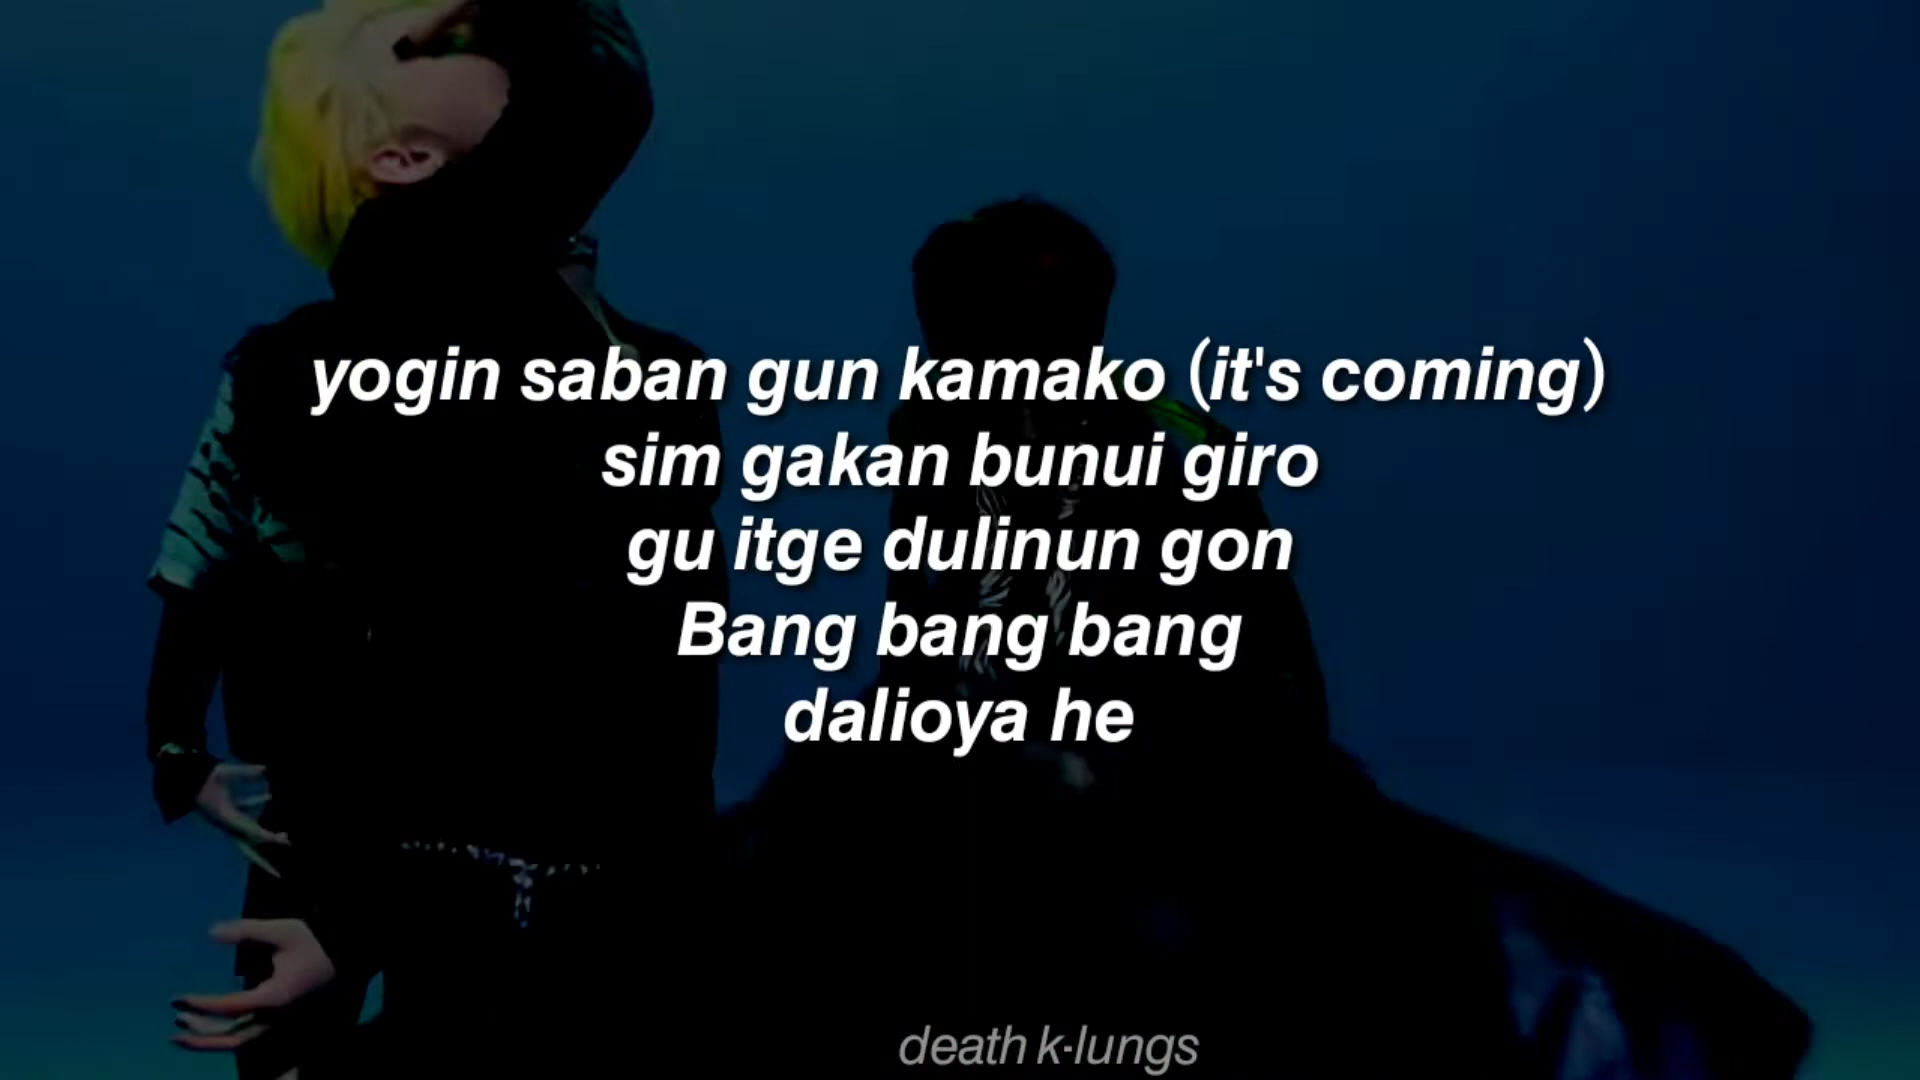 yogin saban gun kamako (it's coming)
sim gakan bunui giro
gu itge dulinun gon
Bang bang bang
dalioya he
death k-lungs